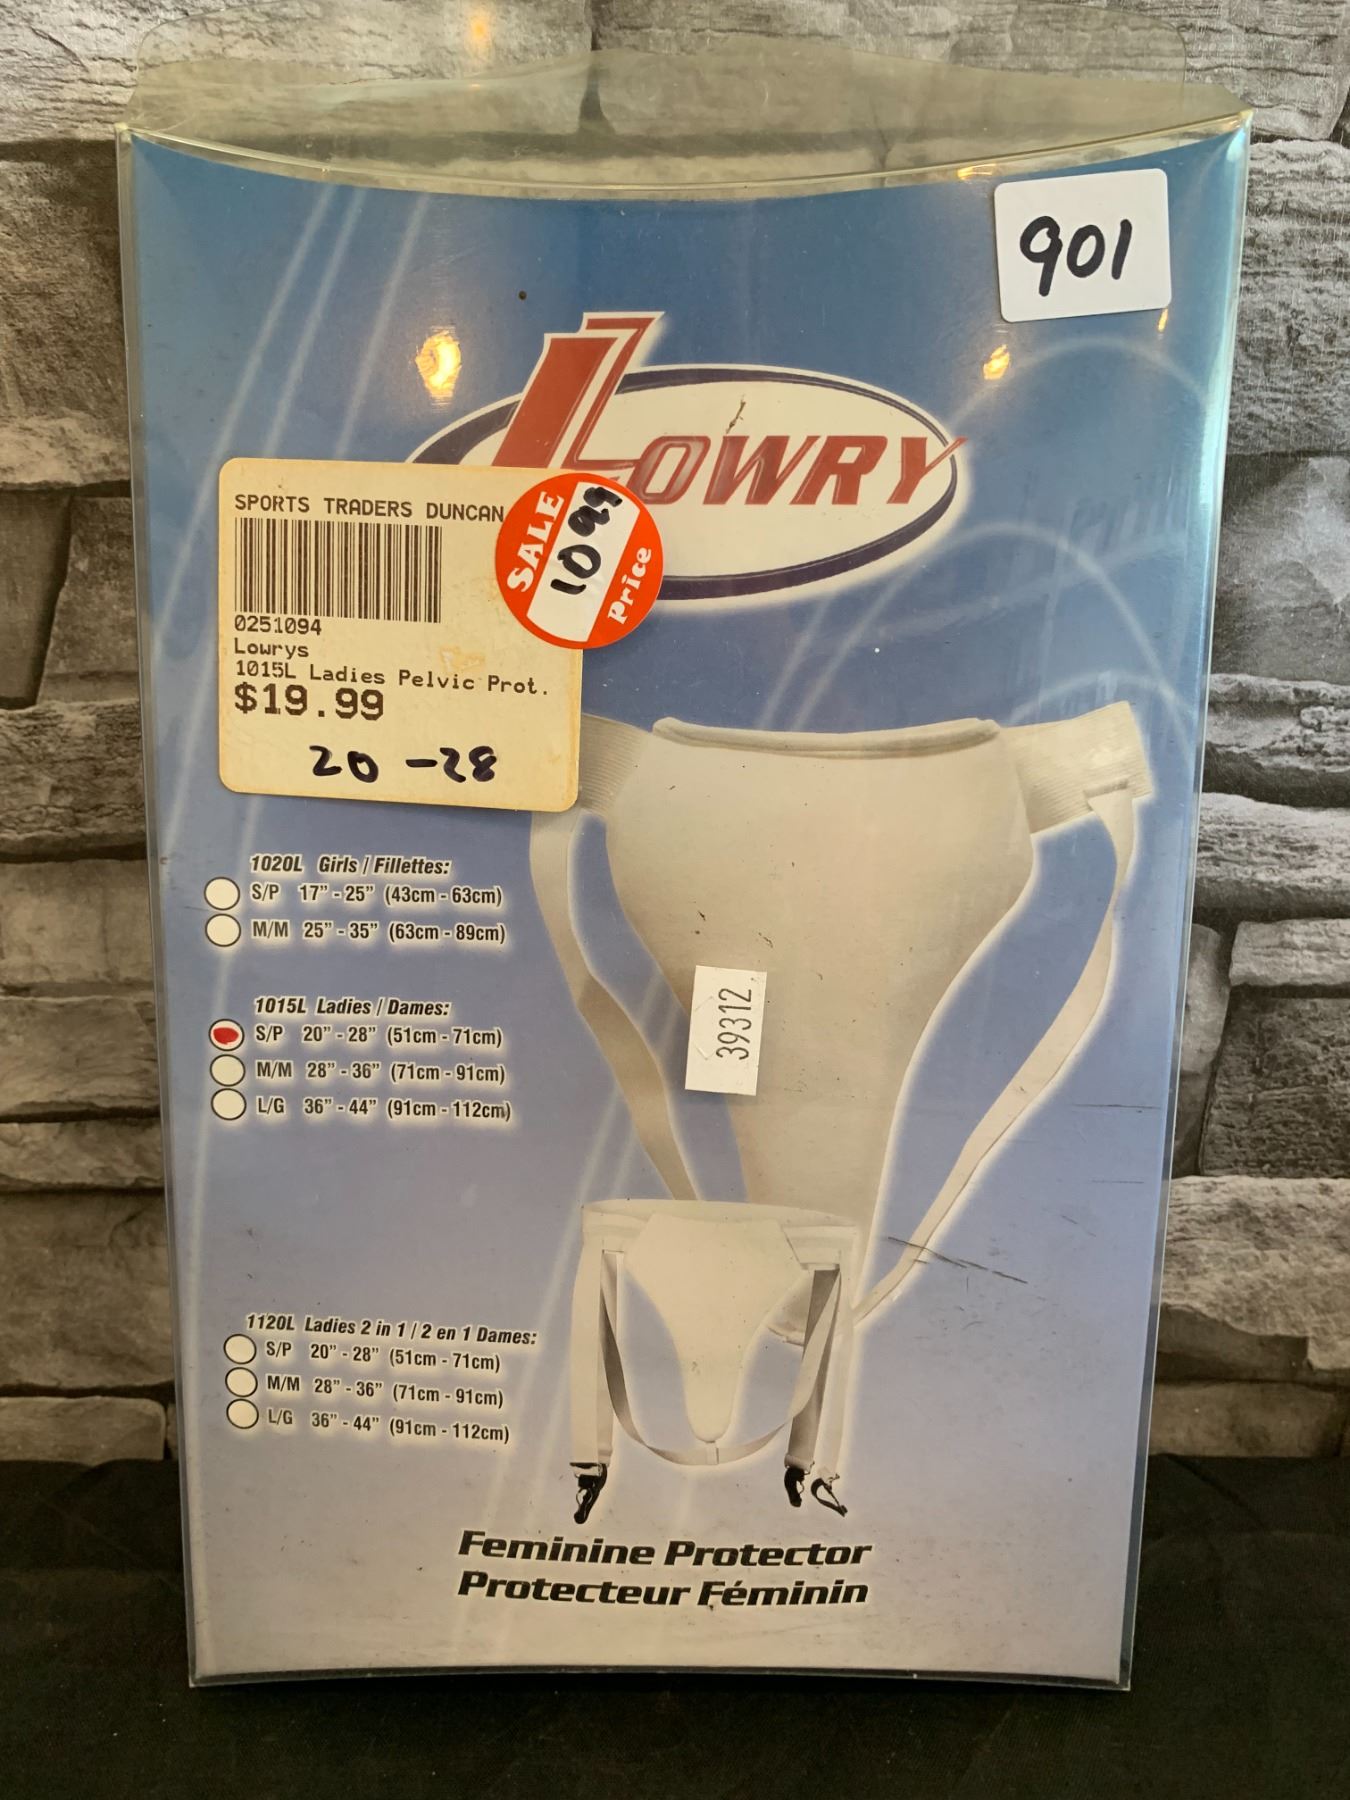 901
LOWRY
SPORTS TRADERS DUNCAN
SALE
10 99
Price
0251094
Lowrys
1015L Ladies Pelvic Prot.
$19.99
20 - 28
1020L Girls / Fillettes:
S/P 17” - 25” (43cm - 63cm)
M/M 25” - 35” (63cm - 89cm)
39312
1015L Ladies / Dames:
S/P 20” - 28” (51cm - 71cm)
M/M 28” - 36” (71cm - 91cm)
L/G 36” - 44” (91cm - 112cm)
1120L Ladies 2 in 1 / 2 en 1 Dames:
S/P 20” - 28” (51cm - 71cm)
M/M 28” - 36” (71cm - 91cm)
L/G 36” - 44” (91cm - 112cm)
Feminine Protector
Protecteur Féminin